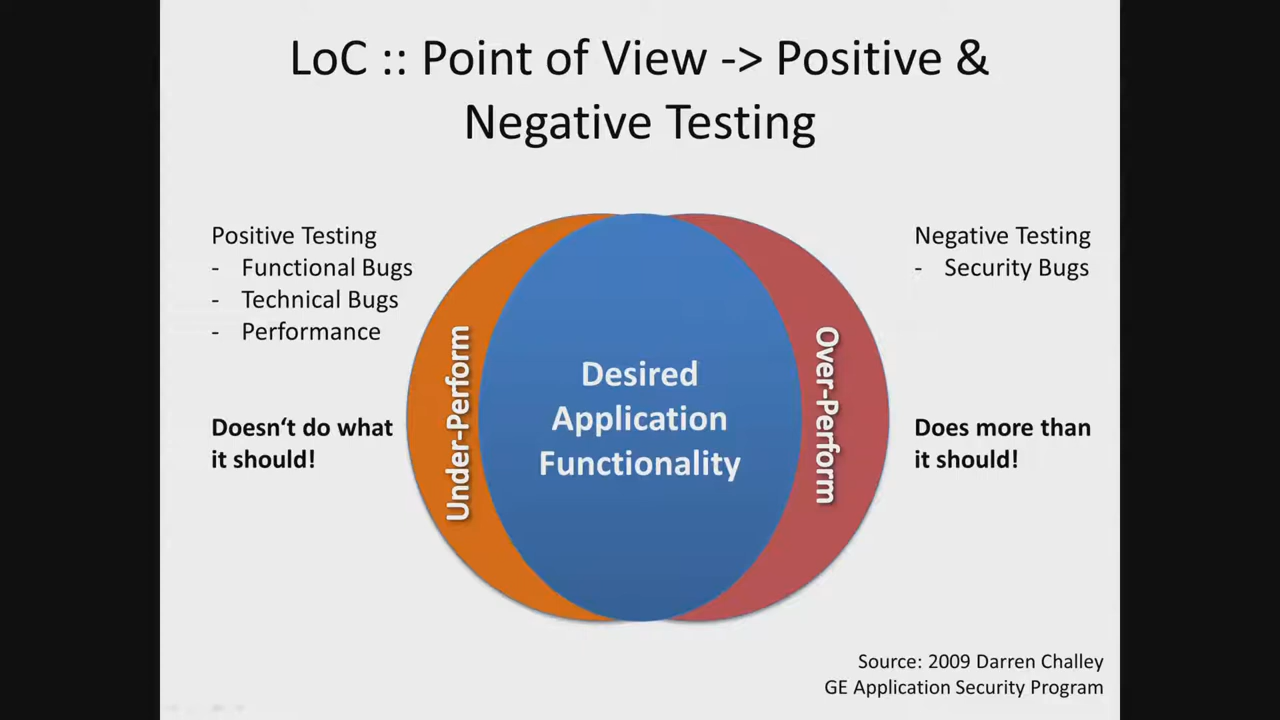 LoC :: Point of View -> Positive &
Negative Testing
Positive Testing
- Functional Bugs
- Technical Bugs
- Performance
Doesn‘t do what
it should!
Under-Perform
Desired
Application
Functionality
Over-Perform
Negative Testing
- Security Bugs
Does more than
it should!
Source: 2009 Darren Challey
GE Application Security Program